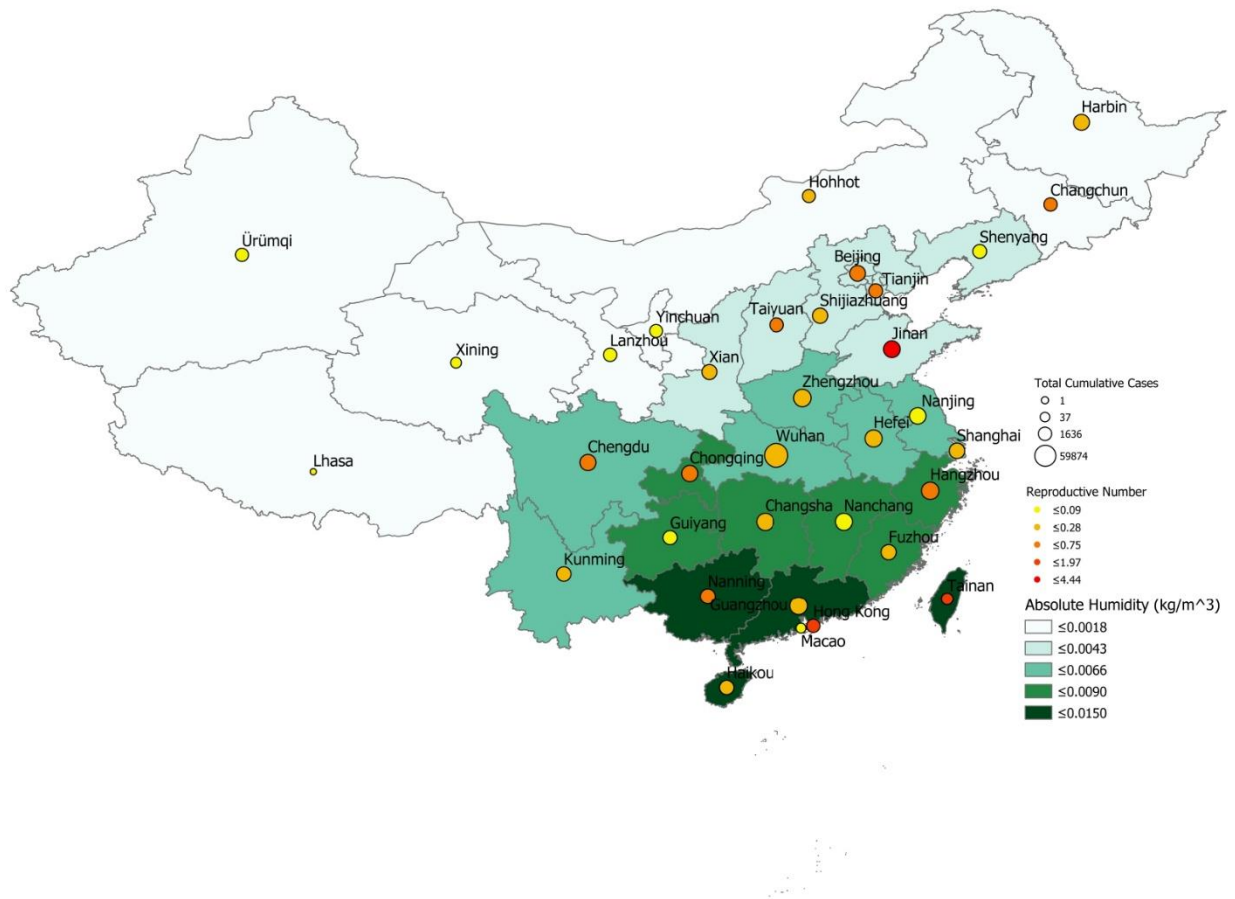 Harbin
Hohhot
Changchun
Ürümqi
Shenyang
Beijing
Tianjin
Yinchuan
Taiyuan
Shijiazhuang
Lanzhou
Jinan
Xining
Xian
Zhengzhou
Nanjing
Hefei
Wuhan
Shanghai
Chengdu
Lhasa
Chongqing
Hangzhou
Changsha
Nanchang
Guiyang
Fuzhou
Kunming
Nanning
Tainan
Guangzhou
Hong Kong
Macao
Haikou
Total Cumulative Cases
1
37
1636
59874
Reproductive Number
≤0.09
≤0.28
≤0.75
≤1.97
≤4.44
Absolute Humidity (kg/m^3)
≤0.0018
≤0.0043
≤0.0066
≤0.0090
≤0.0150